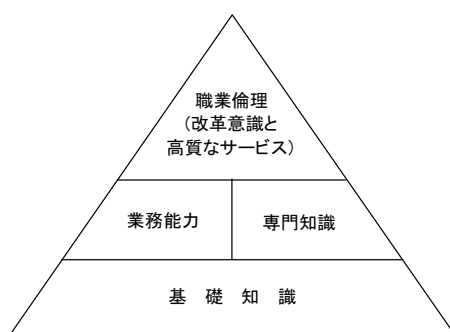 職業倫理
(改革意識と
高質なサービス)
業務能力 専門知識
基 礎 知 識